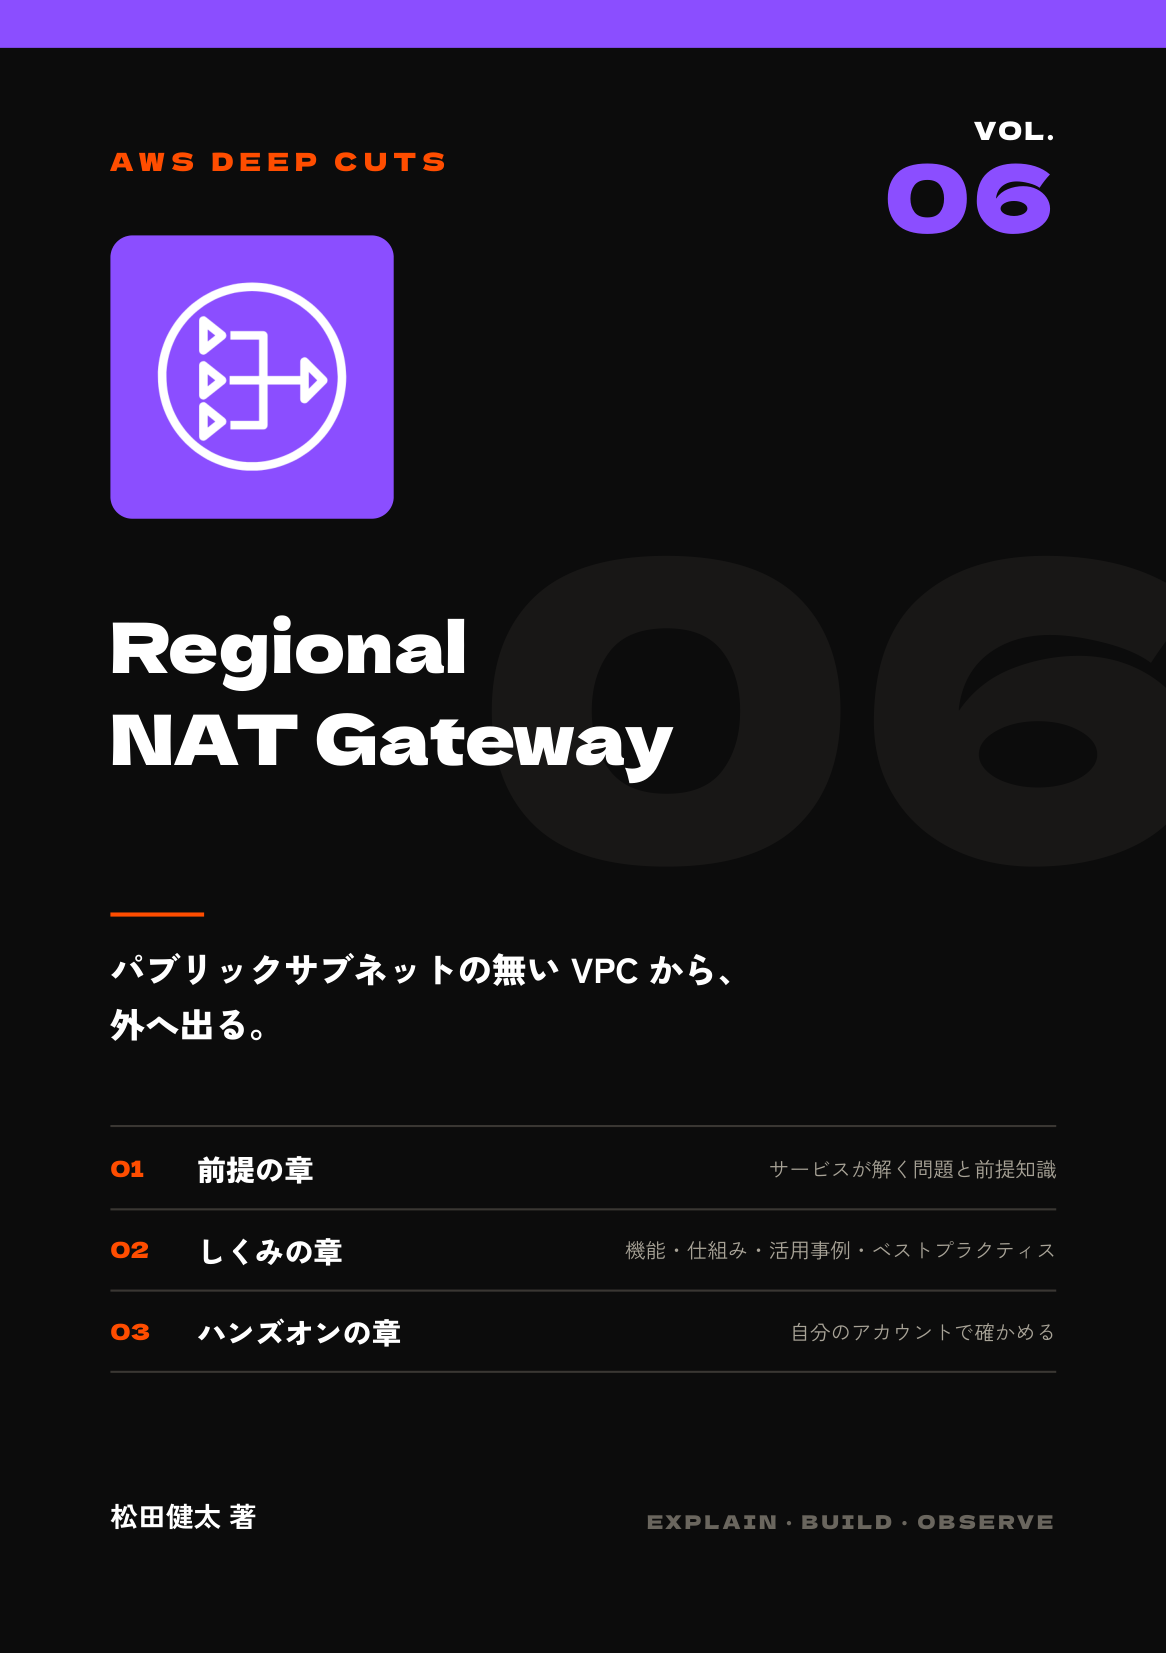 VOL.
AWS DEEP CUTS
06
06
Regional
NAT Gateway
パブリックサブネットの無い VPC から、
外へ出る。
01 前提の章 サービスが解く問題と前提知識
02 しくみの章 機能・仕組み・活用事例・ベストプラクティス
03 ハンズオンの章 自分のアカウントで確かめる
松田健太 著
EXPLAIN · BUILD · OBSERVE